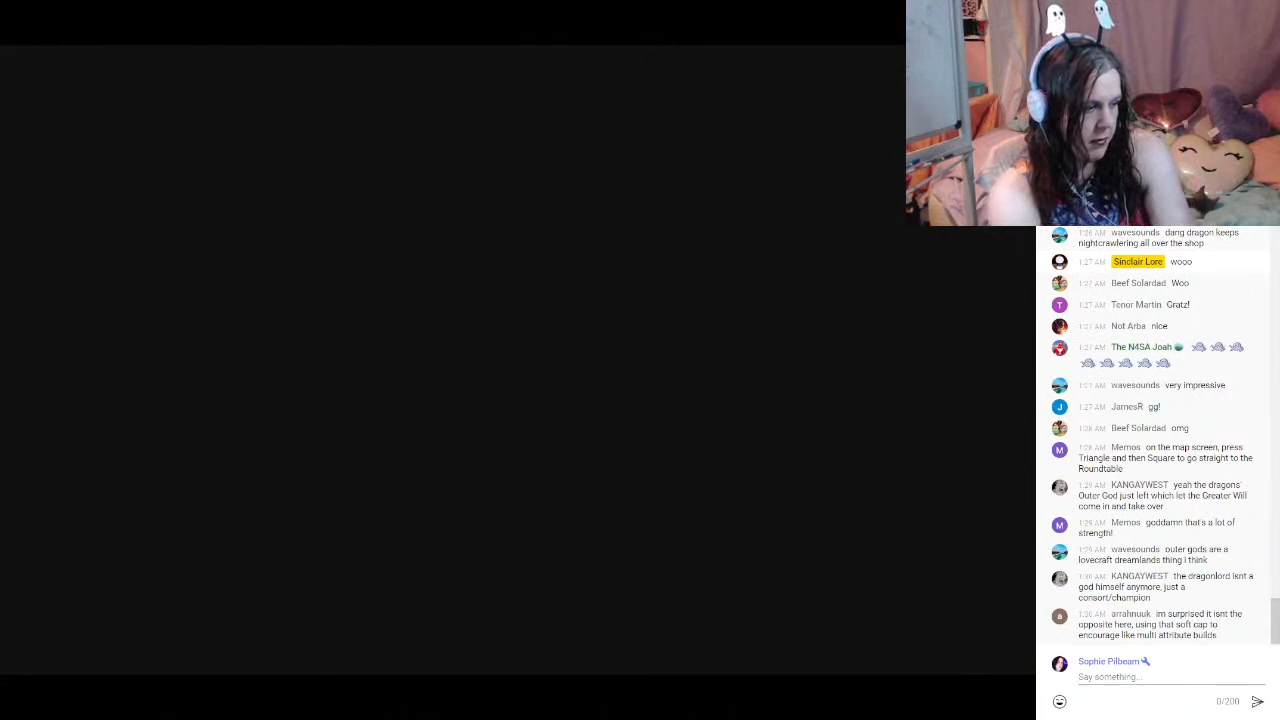 1:26 AM wavesounds dang dragon keeps
nightcrawlering all over the shop
1:27 AM Sinclair Lore wooo
1:27 AM Beef Solardad Woo
T 1:27 AM Tenor Martin Gratz!
1:27 AM Not Arba nice
1:27 AM The N4SA Joah
1:27 AM wavesounds very impressive
J 1:27 AM JamesR gg!
1:28 AM Beef Solardad omg
M 1:28 AM Memos on the map screen, press
Triangle and then Square to go straight to the
Roundtable
1:29 AM KANGAYWEST yeah the dragons'
Outer God just left which let the Greater Will
come in and take over
M 1:29 AM Memos goddamn that's a lot of
strength!
1:29 AM wavesounds outer gods are a
lovecraft dreamlands thing i think
1:30 AM KANGAYWEST the dragonlord isnt a
god himself anymore, just a
consort/champion
a 1:30 AM arrahnuuk im surprised it isnt the
opposite here, using that soft cap to
encourage like multi attribute builds
Sophie Pilbeam
Say something...
0/200